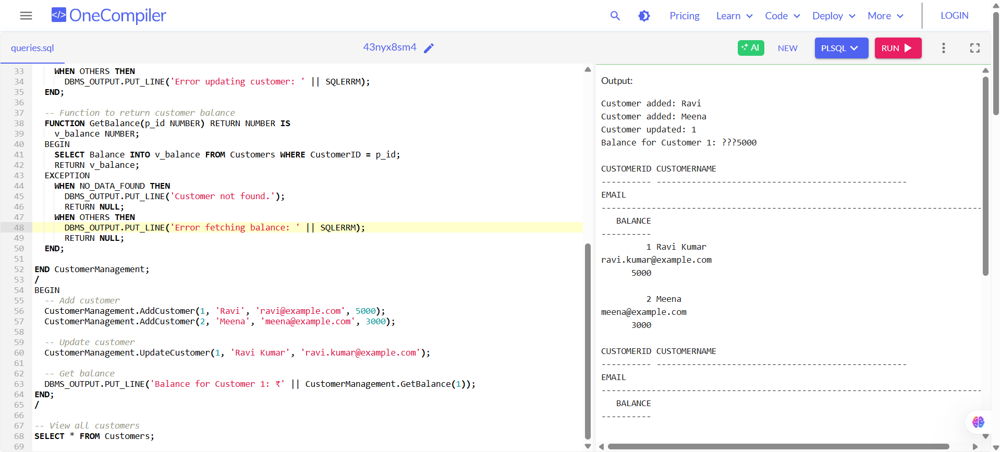 </> OneCompiler
Pricing Learn Code Deploy More LOGIN
queries.sql 43nyx8sm4 AI NEW PLSQL RUN
33     WHEN OTHERS THEN
34       DBMS_OUTPUT.PUT_LINE('Error updating customer: ' || SQLERRM);
35   END;
36
37   -- Function to return customer balance
38   FUNCTION GetBalance(p_id NUMBER) RETURN NUMBER IS
39     v_balance NUMBER;
40   BEGIN
41     SELECT Balance INTO v_balance FROM Customers WHERE CustomerID = p_id;
42     RETURN v_balance;
43   EXCEPTION
44     WHEN NO_DATA_FOUND THEN
45       DBMS_OUTPUT.PUT_LINE('Customer not found.');
46       RETURN NULL;
47     WHEN OTHERS THEN
48       DBMS_OUTPUT.PUT_LINE('Error fetching balance: ' || SQLERRM);
49       RETURN NULL;
50   END;
51
52 END CustomerManagement;
53 /
54 BEGIN
55   -- Add customer
56   CustomerManagement.AddCustomer(1, 'Ravi', 'ravi@example.com', 5000);
57   CustomerManagement.AddCustomer(2, 'Meena', 'meena@example.com', 3000);
58
59   -- Update customer
60   CustomerManagement.UpdateCustomer(1, 'Ravi Kumar', 'ravi.kumar@example.com');
61
62   -- Get balance
63   DBMS_OUTPUT.PUT_LINE('Balance for Customer 1: ₹' || CustomerManagement.GetBalance(1));
64 END;
65 /
66
67 -- View all customers
68 SELECT * FROM Customers;
69
Output:
Customer added: Ravi
Customer added: Meena
Customer updated: 1
Balance for Customer 1: ???5000
CUSTOMERID CUSTOMERNAME
---------- --------------------------------------------------
EMAIL
----------------------------------------------------------------------------
   BALANCE
----------
         1 Ravi Kumar
ravi.kumar@example.com
      5000
         2 Meena
meena@example.com
      3000
CUSTOMERID CUSTOMERNAME
---------- --------------------------------------------------
EMAIL
----------------------------------------------------------------------------
   BALANCE
----------